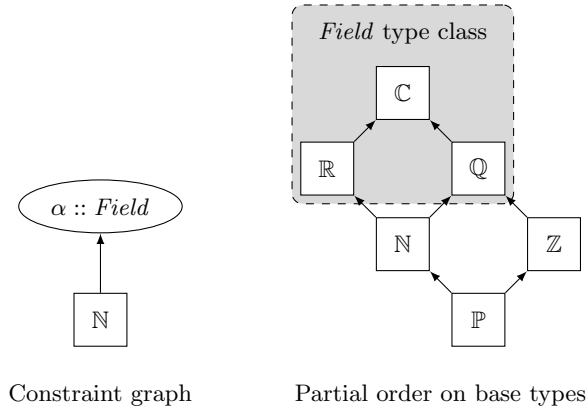 Field type class
ℂ
ℝ ℚ
α :: Field
ℕ ℤ
ℕ ℙ
Constraint graph Partial order on base types